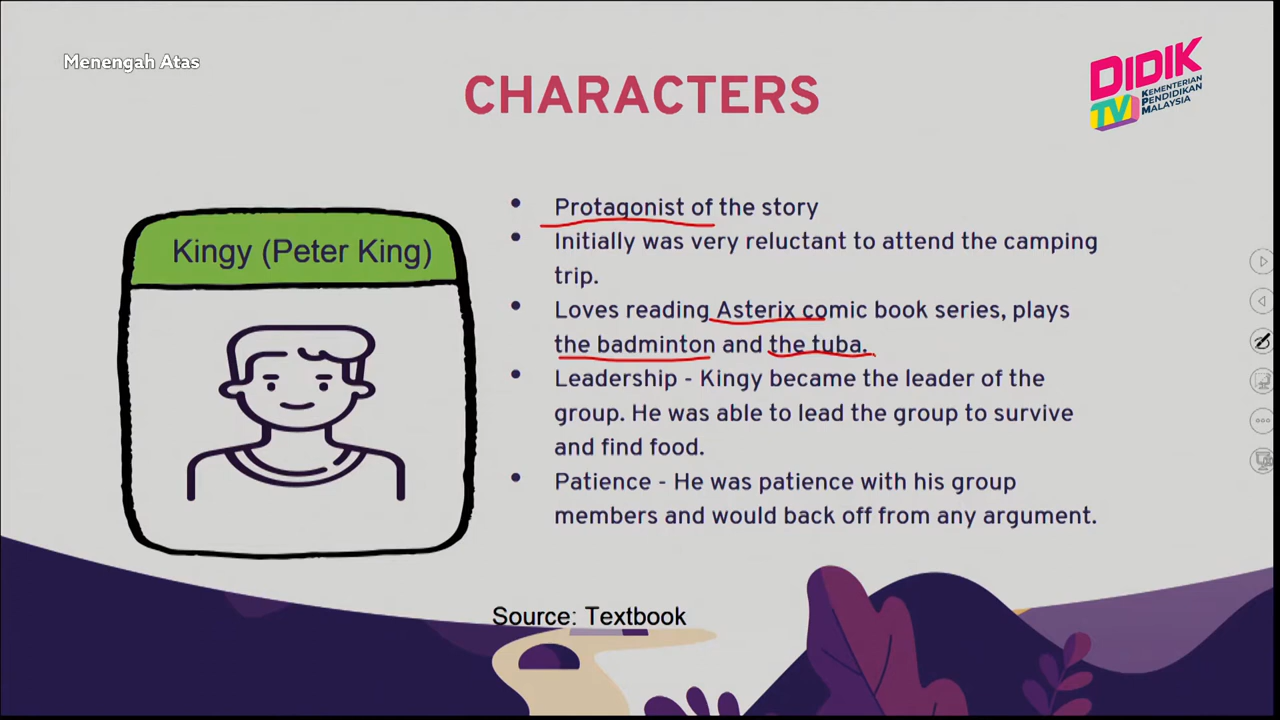 Menengah Atas
CHARACTERS
DIDIK
TV
KEMENTERIAN
PENDIDIKAN
MALAYSIA
Kingy (Peter King)
• Protagonist of the story
• Initially was very reluctant to attend the camping
trip.
• Loves reading Asterix comic book series, plays
the badminton and the tuba.
• Leadership - Kingy became the leader of the
group. He was able to lead the group to survive
and find food.
• Patience - He was patience with his group
members and would back off from any argument.
Source: Textbook